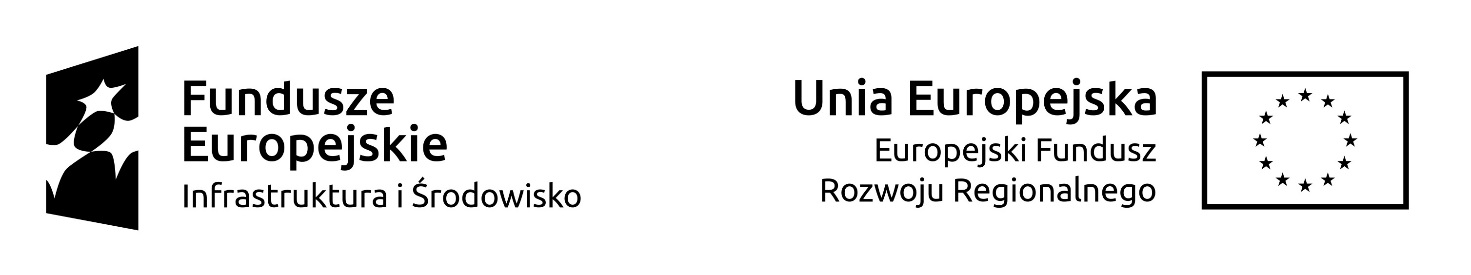 Fundusze
Europejskie
Infrastruktura i Środowisko
Unia Europejska
Europejski Fundusz
Rozwoju Regionalnego